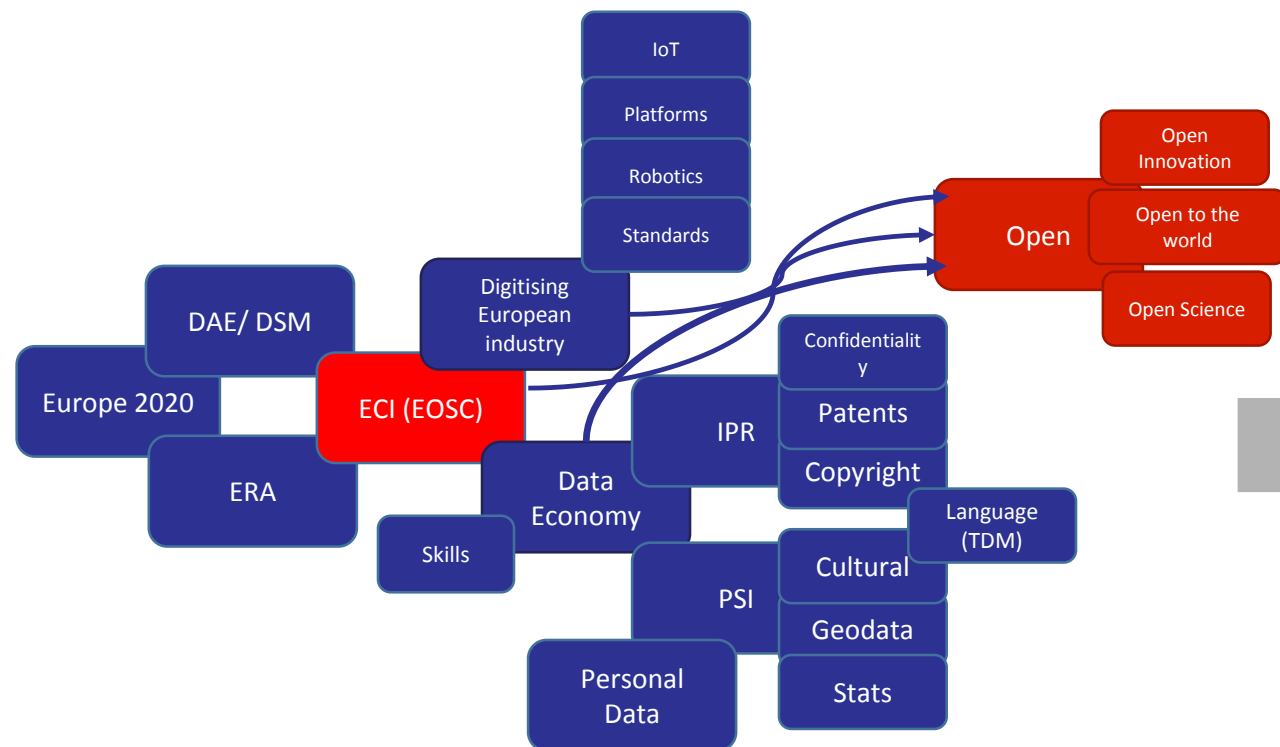 IoT
Platforms
Robotics
Standards
Open
Innovation
Open
Open to the
world
Open Science
Digitising
European
industry
DAE/ DSM
Europe 2020
ECI (EOSC)
ERA
Confidentialit
y
IPR
Patents
Copyright
Data
Economy
Language
(TDM)
Skills
Cultural
PSI
Geodata
Personal
Data
Stats